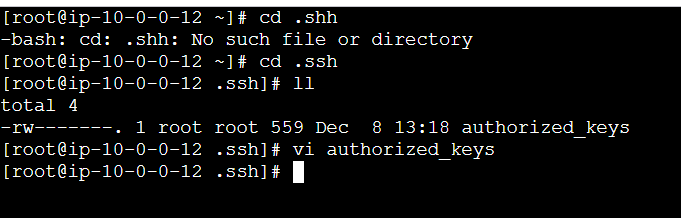 [root@ip-10-0-0-12 ~]# cd .shh
-bash: cd: .shh: No such file or directory
[root@ip-10-0-0-12 ~]# cd .ssh
[root@ip-10-0-0-12 .ssh]# ll
total 4
-rw-------. 1 root root 559 Dec  8 13:18 authorized_keys
[root@ip-10-0-0-12 .ssh]# vi authorized_keys
[root@ip-10-0-0-12 .ssh]#